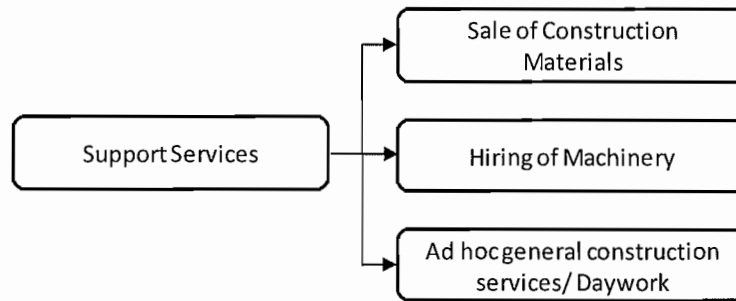 Sale of Construction
Materials
Support Services
Hiring of Machinery
Ad hoc general construction
services/ Daywork